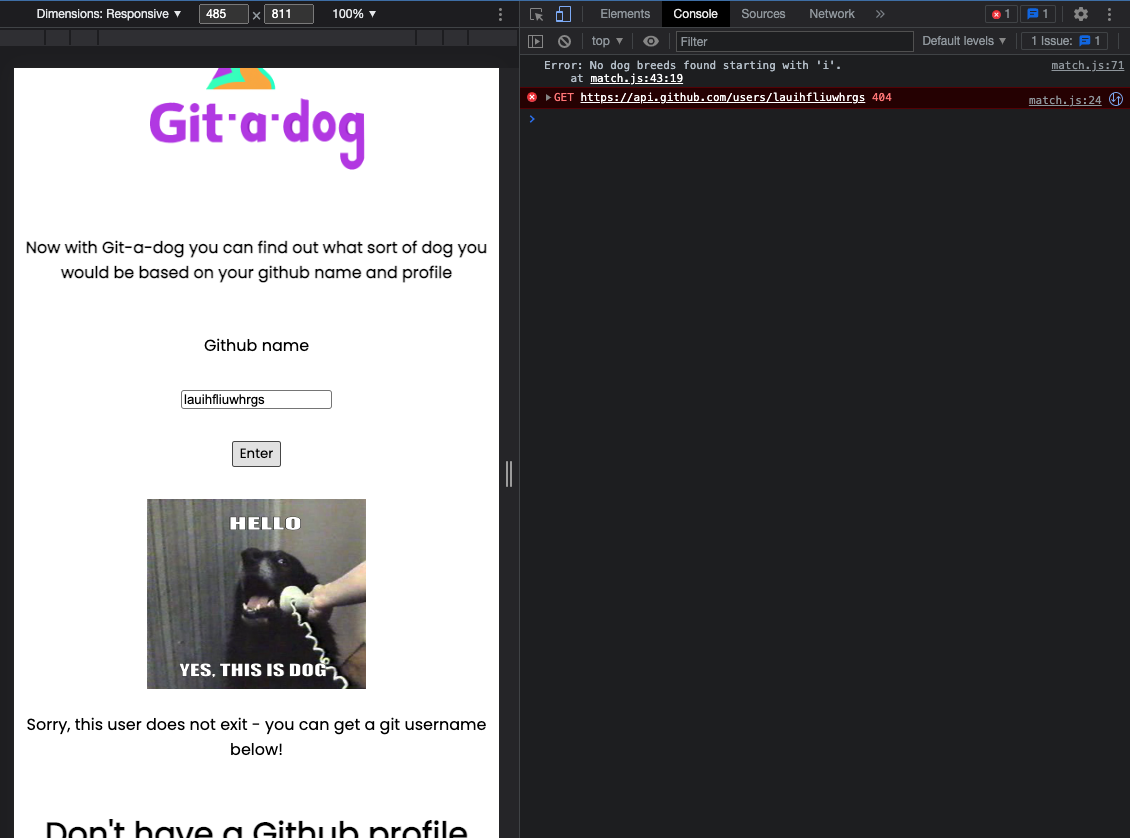 Dimensions: Responsive ▼ 485 × 811 100% ▼
Elements Console Sources Network » 1 1
top ▼ Filter Default levels ▼ 1 Issue: 1
Git-a-dog
Now with Git-a-dog you can find out what sort of dog you
would be based on your github name and profile
Github name
lauihfliuwhrgs
Enter
HELLO
YES, THIS IS DOG
Sorry, this user does not exit - you can get a git username
below!
Don't have a Github profile
Error: No dog breeds found starting with 'i'. match.js:71
at match.js:43:19
GET https://api.github.com/users/lauihfliuwhrgs 404 match.js:24